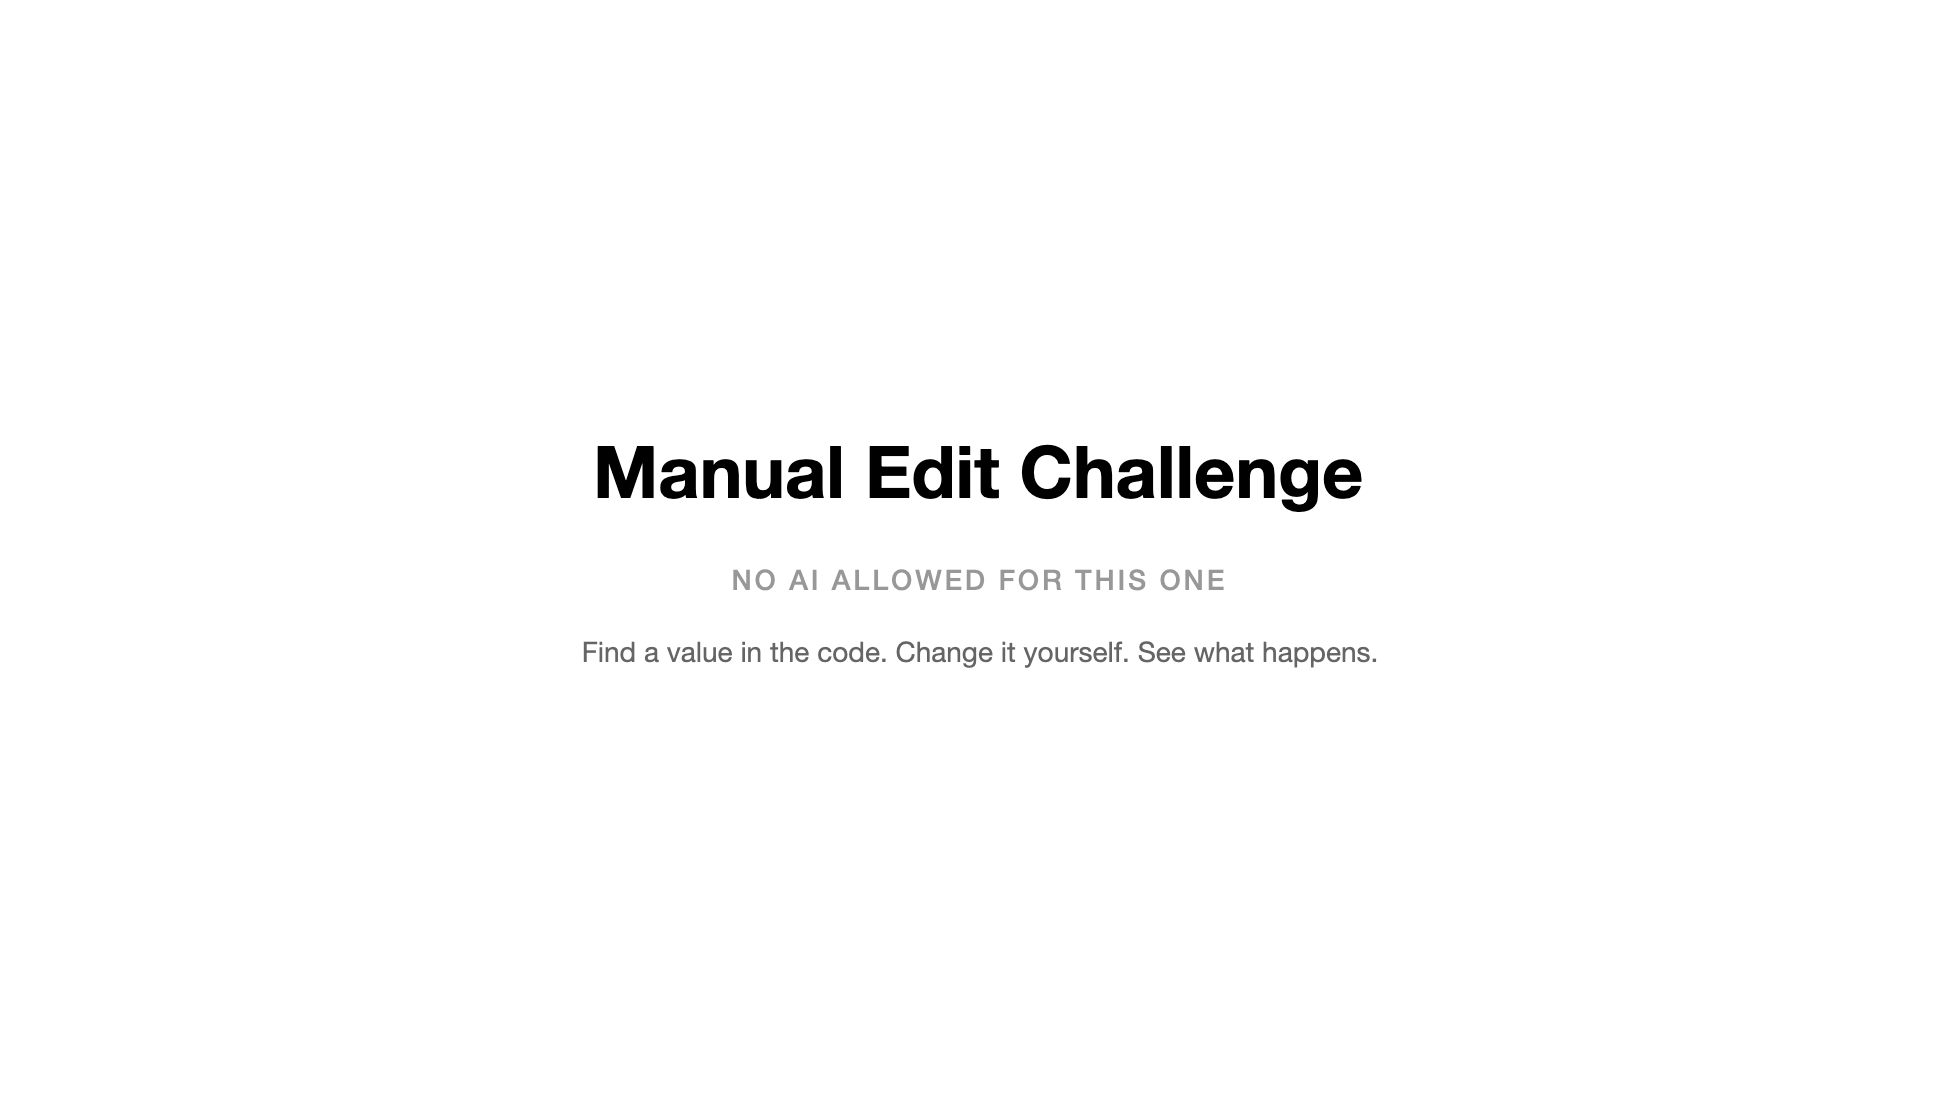 Manual Edit Challenge
NO AI ALLOWED FOR THIS ONE
Find a value in the code. Change it yourself. See what happens.